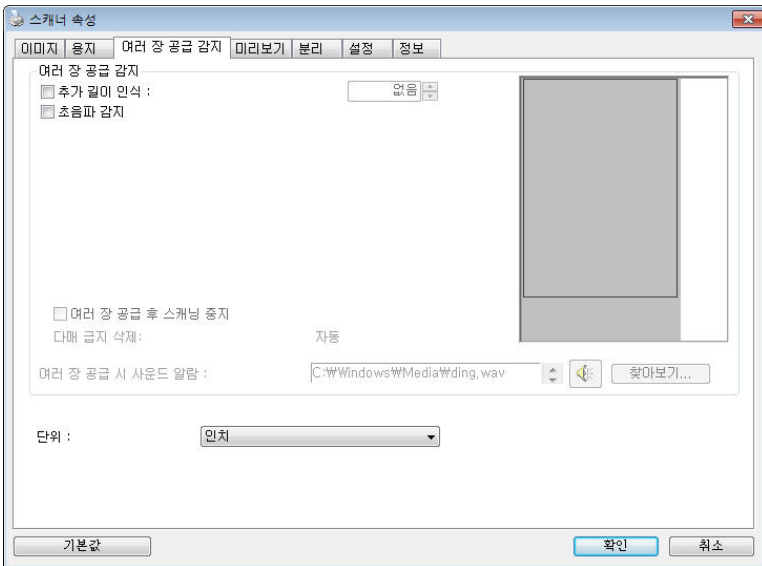 스캐너 속성
이미지 용지 여러 장 공급 감지 미리보기 분리 설정 정보
여러 장 공급 감지
추가 길이 인식 : 없음
초음파 감지
여러 장 공급 후 스캐닝 중지
다매 급지 삭제: 자동
여러 장 공급 시 사운드 알람 : C:₩Windows₩Media₩ding.wav 찾아보기...
단위 : 인치
기본값 확인 취소